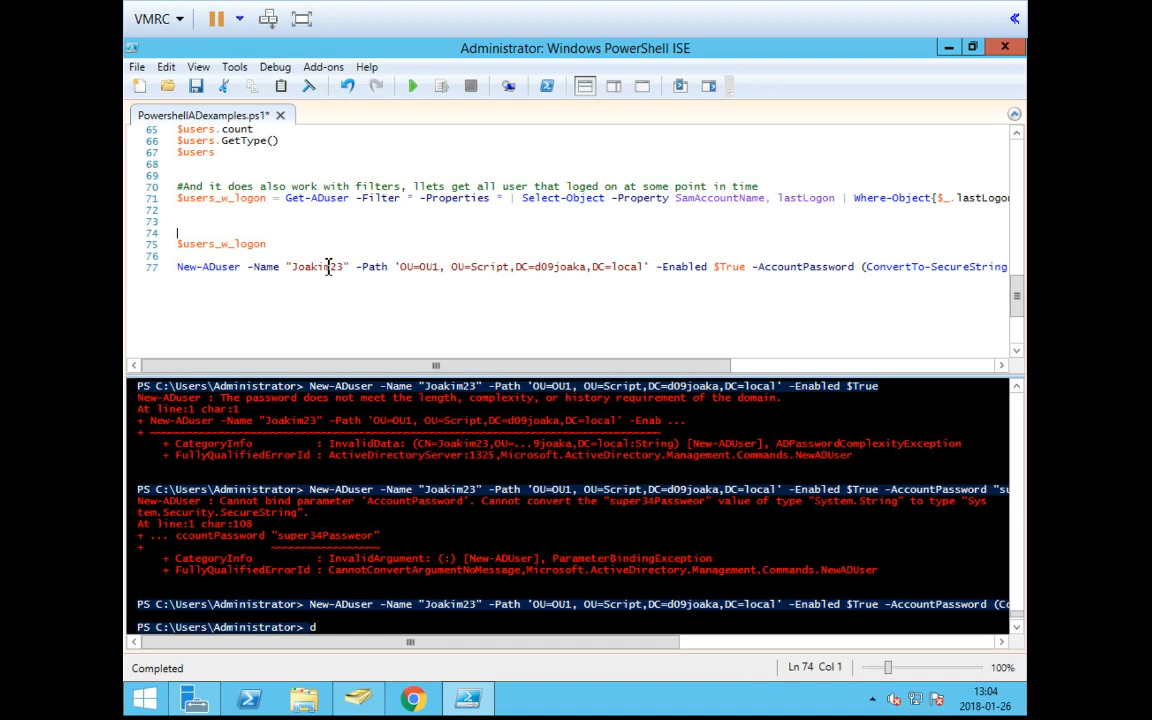 VMRC
Administrator: Windows PowerShell ISE
File Edit View Tools Debug Add-ons Help
PowershellADexamples.ps1*
65 $users.count
66 $users.GetType()
67 $users
68
69
70 #And it does also work with filters, llets get all user that loged on at some point in time
71 $users_w_logon = Get-ADuser -Filter * -Properties * | Select-Object -Property SamAccountName, lastLogon | Where-Object{$_.lastLogon
72
73
74
75 $users_w_logon
76
77 New-ADuser -Name "Joakim23" -Path 'OU=OU1, OU=Script,DC=d09joaka,DC=local' -Enabled $True -AccountPassword (ConvertTo-SecureString
PS C:\Users\Administrator> New-ADuser -Name "Joakim23" -Path 'OU=OU1, OU=Script,DC=d09joaka,DC=local' -Enabled $True
New-ADuser : The password does not meet the length, complexity, or history requirement of the domain.
At line:1 char:1
+ New-ADuser -Name "Joakim23" -Path 'OU=OU1, OU=Script,DC=d09joaka,DC=local' -Enab ...
+ ~~~~~~~~~~~~~~~~~~~~~~~~~~~~~~~~~~~~~~~~~~~~~~~~~~~~~~~~~~~~~~~~~~~~~~~~~~~~~~~~
+ CategoryInfo : InvalidData: (CN=Joakim23,OU=...9joaka,DC=local:String) [New-ADUser], ADPasswordComplexityException
+ FullyQualifiedErrorId : ActiveDirectoryServer:1325,Microsoft.ActiveDirectory.Management.Commands.NewADUser
PS C:\Users\Administrator> New-ADuser -Name "Joakim23" -Path 'OU=OU1, OU=Script,DC=d09joaka,DC=local' -Enabled $True -AccountPassword "su
New-ADUser : Cannot bind parameter 'AccountPassword'. Cannot convert the "super34Passweor" value of type "System.String" to type "Sys
tem.Security.SecureString".
At line:1 char:108
+ ... ccountPassword "super34Passweor"
+ ~~~~~~~~~~~~~~~~~
+ CategoryInfo : InvalidArgument: (:) [New-ADUser], ParameterBindingException
+ FullyQualifiedErrorId : CannotConvertArgumentNoMessage,Microsoft.ActiveDirectory.Management.Commands.NewADUser
PS C:\Users\Administrator> New-ADuser -Name "Joakim23" -Path 'OU=OU1, OU=Script,DC=d09joaka,DC=local' -Enabled $True -AccountPassword (Co
PS C:\Users\Administrator> d
Completed
Ln 74 Col 1
100%
13:04
2018-01-26